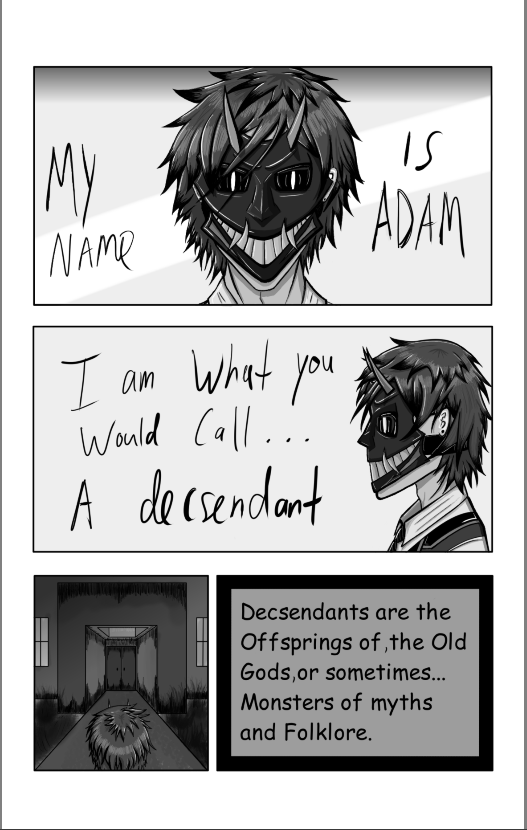 MY
NAMe
IS
ADAM
I am What you
Would Call...
A decsendant
Decsendants are the
Offsprings of,the Old
Gods,or sometimes...
Monsters of myths
and Folklore.